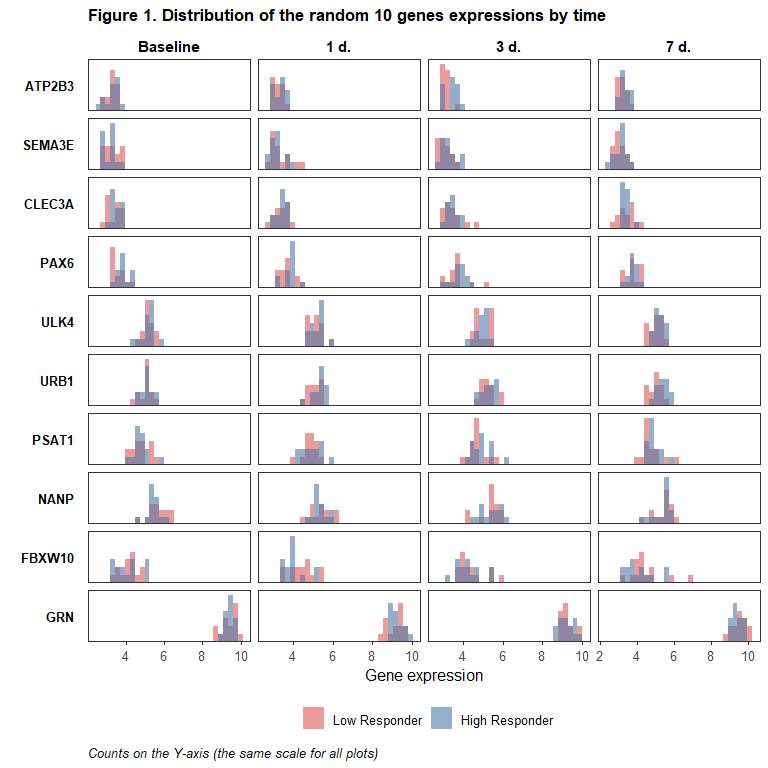 Figure 1. Distribution of the random 10 genes expressions by time
Baseline 1 d. 3 d. 7 d.
ATP2B3
SEMA3E
CLEC3A
PAX6
ULK4
URB1
PSAT1
NANP
FBXW10
GRN
4 6 8 10 4 6 8 10 4 6 8 10 2 4 6 8 10
Gene expression
Low Responder High Responder
Counts on the Y-axis (the same scale for all plots)